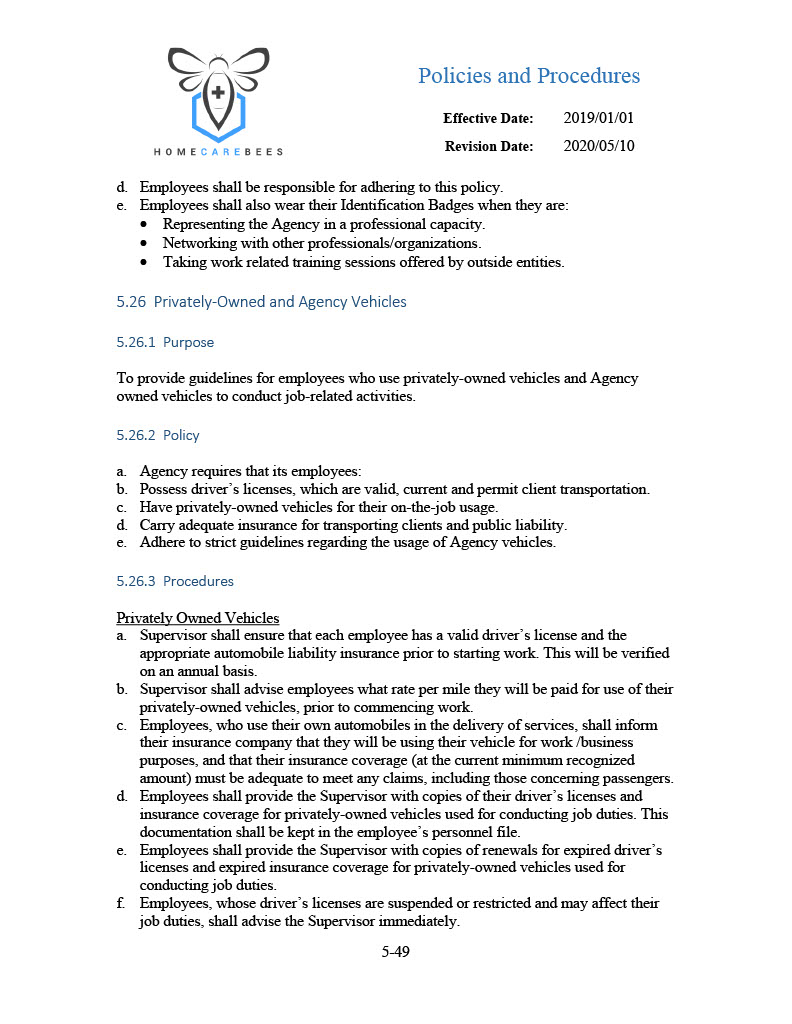 Policies and Procedures
Effective Date: 2019/01/01
Revision Date: 2020/05/10
HOMECAREBEES
d. Employees shall be responsible for adhering to this policy.
e. Employees shall also wear their Identification Badges when they are:
• Representing the Agency in a professional capacity.
• Networking with other professionals/organizations.
• Taking work related training sessions offered by outside entities.
5.26 Privately-Owned and Agency Vehicles
5.26.1 Purpose
To provide guidelines for employees who use privately-owned vehicles and Agency
owned vehicles to conduct job-related activities.
5.26.2 Policy
a. Agency requires that its employees:
b. Possess driver’s licenses, which are valid, current and permit client transportation.
c. Have privately-owned vehicles for their on-the-job usage.
d. Carry adequate insurance for transporting clients and public liability.
e. Adhere to strict guidelines regarding the usage of Agency vehicles.
5.26.3 Procedures
Privately Owned Vehicles
a. Supervisor shall ensure that each employee has a valid driver’s license and the
appropriate automobile liability insurance prior to starting work. This will be verified
on an annual basis.
b. Supervisor shall advise employees what rate per mile they will be paid for use of their
privately-owned vehicles, prior to commencing work.
c. Employees, who use their own automobiles in the delivery of services, shall inform
their insurance company that they will be using their vehicle for work /business
purposes, and that their insurance coverage (at the current minimum recognized
amount) must be adequate to meet any claims, including those concerning passengers.
d. Employees shall provide the Supervisor with copies of their driver’s licenses and
insurance coverage for privately-owned vehicles used for conducting job duties. This
documentation shall be kept in the employee’s personnel file.
e. Employees shall provide the Supervisor with copies of renewals for expired driver’s
licenses and expired insurance coverage for privately-owned vehicles used for
conducting job duties.
f. Employees, whose driver’s licenses are suspended or restricted and may affect their
job duties, shall advise the Supervisor immediately.
5-49